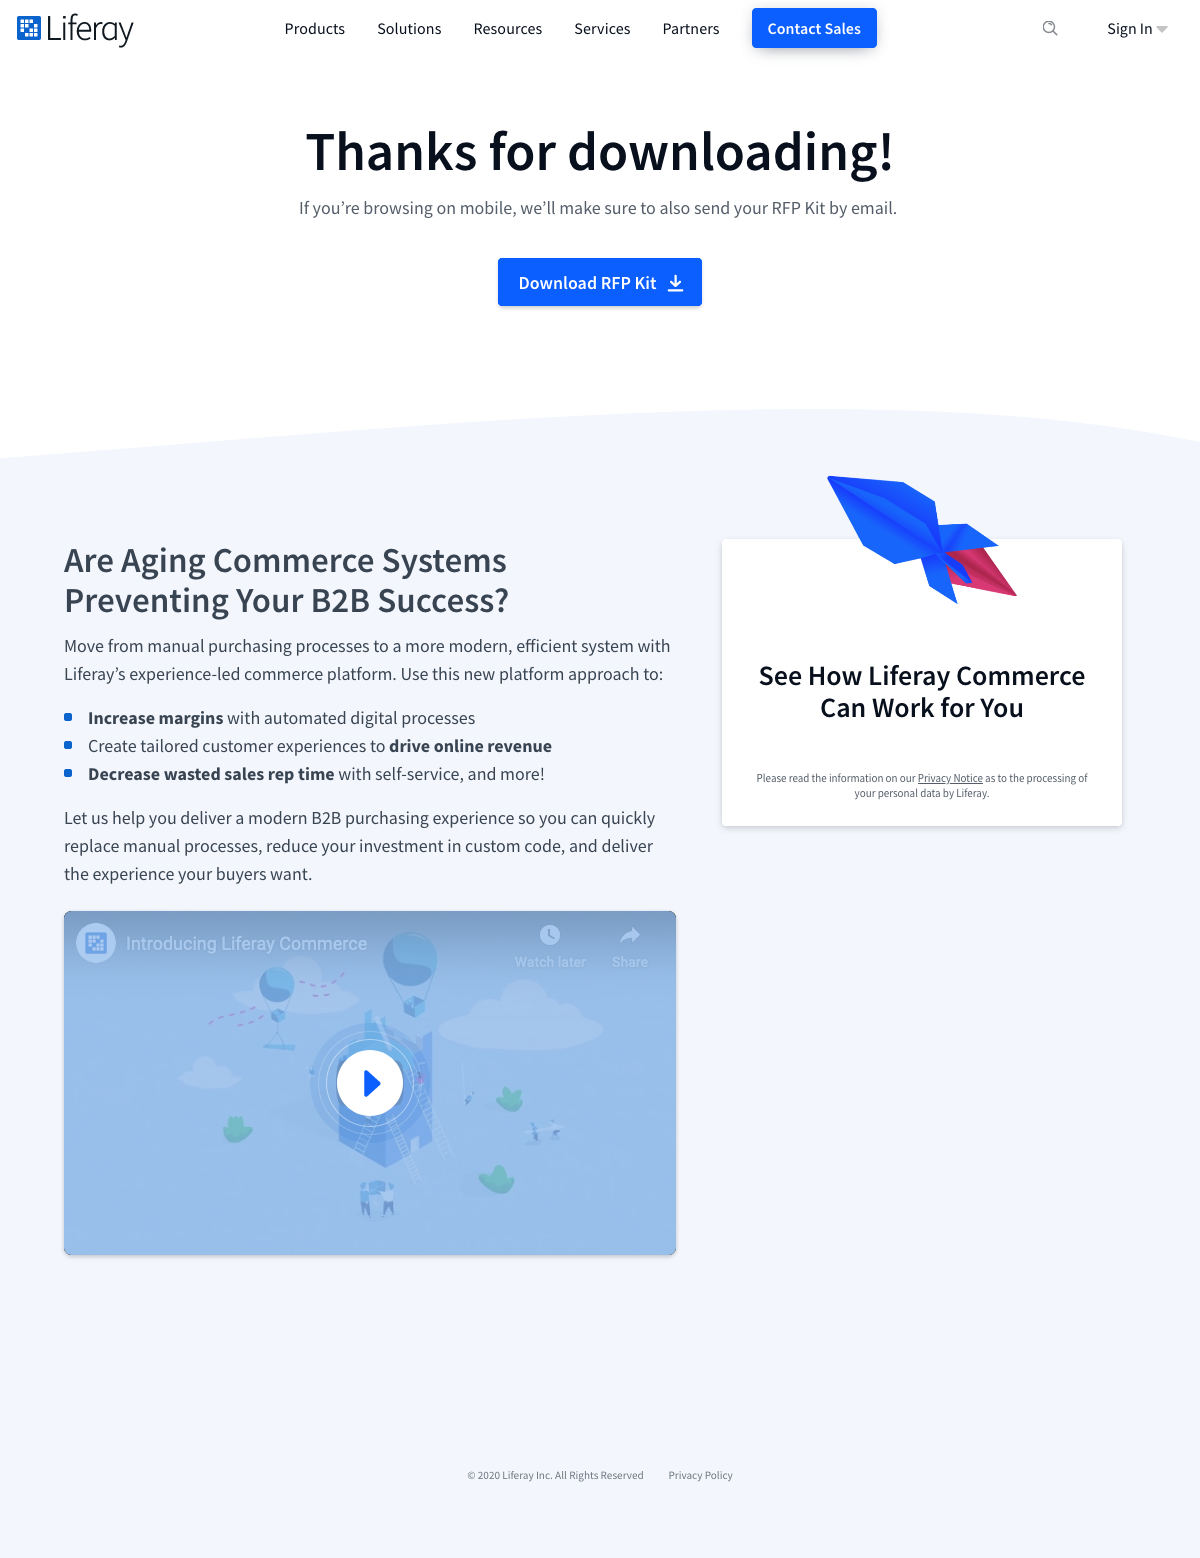 Liferay
Products
Solutions
Resources
Services
Partners
Contact Sales
Sign In
Thanks for downloading!
If you’re browsing on mobile, we’ll make sure to also send your RFP Kit by email.
Download RFP Kit
Are Aging Commerce Systems
Preventing Your B2B Success?
Move from manual purchasing processes to a more modern, efficient system with
Liferay’s experience-led commerce platform. Use this new platform approach to:
Increase margins with automated digital processes
Create tailored customer experiences to drive online revenue
Decrease wasted sales rep time with self-service, and more!
Let us help you deliver a modern B2B purchasing experience so you can quickly
replace manual processes, reduce your investment in custom code, and deliver
the experience your buyers want.
Introducing Liferay Commerce
Watch later
Share
See How Liferay Commerce
Can Work for You
Please read the information on our Privacy Notice as to the processing of
your personal data by Liferay.
© 2020 Liferay Inc. All Rights Reserved
Privacy Policy